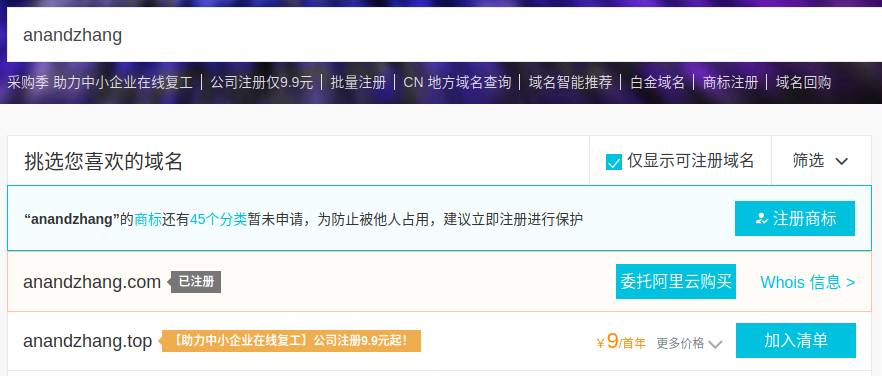 anandzhang
采购季 助力中小企业在线复工 | 公司注册仅9.9元 | 批量注册 | CN 地方域名查询 | 域名智能推荐 | 白金域名 | 商标注册 | 域名回购
挑选您喜欢的域名 仅显示可注册域名 筛选
“anandzhang”的商标还有45个分类暂未申请，为防止被他人占用，建议立即注册进行保护 注册商标
anandzhang.com 已注册 委托阿里云购买 Whois 信息 >
anandzhang.top 【助力中小企业在线复工】公司注册9.9元起！ ¥9/首年 更多价格 加入清单